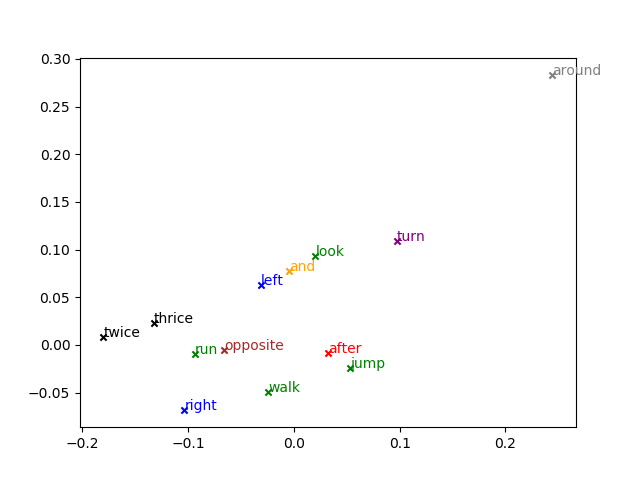 0.30
around
0.25
0.20
0.15
turn
0.10
look
and
left
0.05
thrice
twice
0.00
run
opposite
after
jump
walk
−0.05
right
−0.2
−0.1
0.0
0.1
0.2